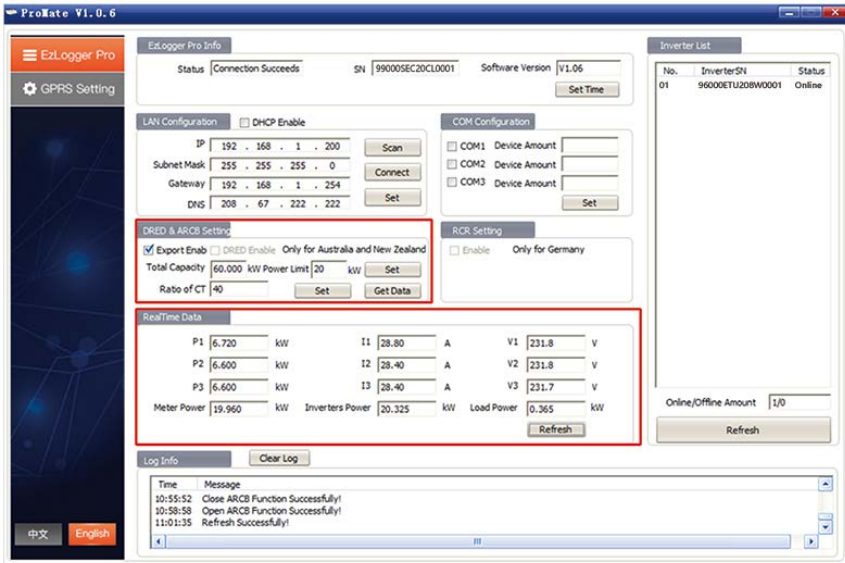 ProMate V1.0.6
EzLogger Pro
GPRS Setting
中文 English
EzLogger Pro Info
Status Connection Succeeds SN 99000SEC20CL0001 Software Version V1.06
Set Time
LAN Configuration DHCP Enable
IP 192 . 168 . 1 . 200 Scan
Subnet Mask 255 . 255 . 255 . 0 Connect
Gateway 192 . 168 . 1 . 254
DNS 208 . 67 . 222 . 222 Set
COM Configuration
COM1 Device Amount
COM2 Device Amount
COM3 Device Amount
Set
DRED & ARCB Setting
Export Enab DRED Enable Only for Australia and New Zealand
Total Capacity 60.000 kW Power Limit 20 kW Set
Ratio of CT 40 Set Get Data
RCR Setting
Enable Only for Germany
RealTime Data
P1 6.720 kW I1 28.80 A V1 231.8 V
P2 6.600 kW I2 28.40 A V2 231.8 V
P3 6.600 kW I3 28.40 A V3 231.7 V
Meter Power 19.960 kW Inverters Power 20.325 kW Load Power 0.365 kW
Refresh
Log Info Clear Log
Time Message
10:55:52 Close ARCB Function Successfully!
10:58:58 Open ARCB Function Successfully!
11:01:35 Refresh Successfully!
Inverter List
No. InverterSN Status
01 96000ETU208W0001 Online
Online/Offline Amount 1/0
Refresh